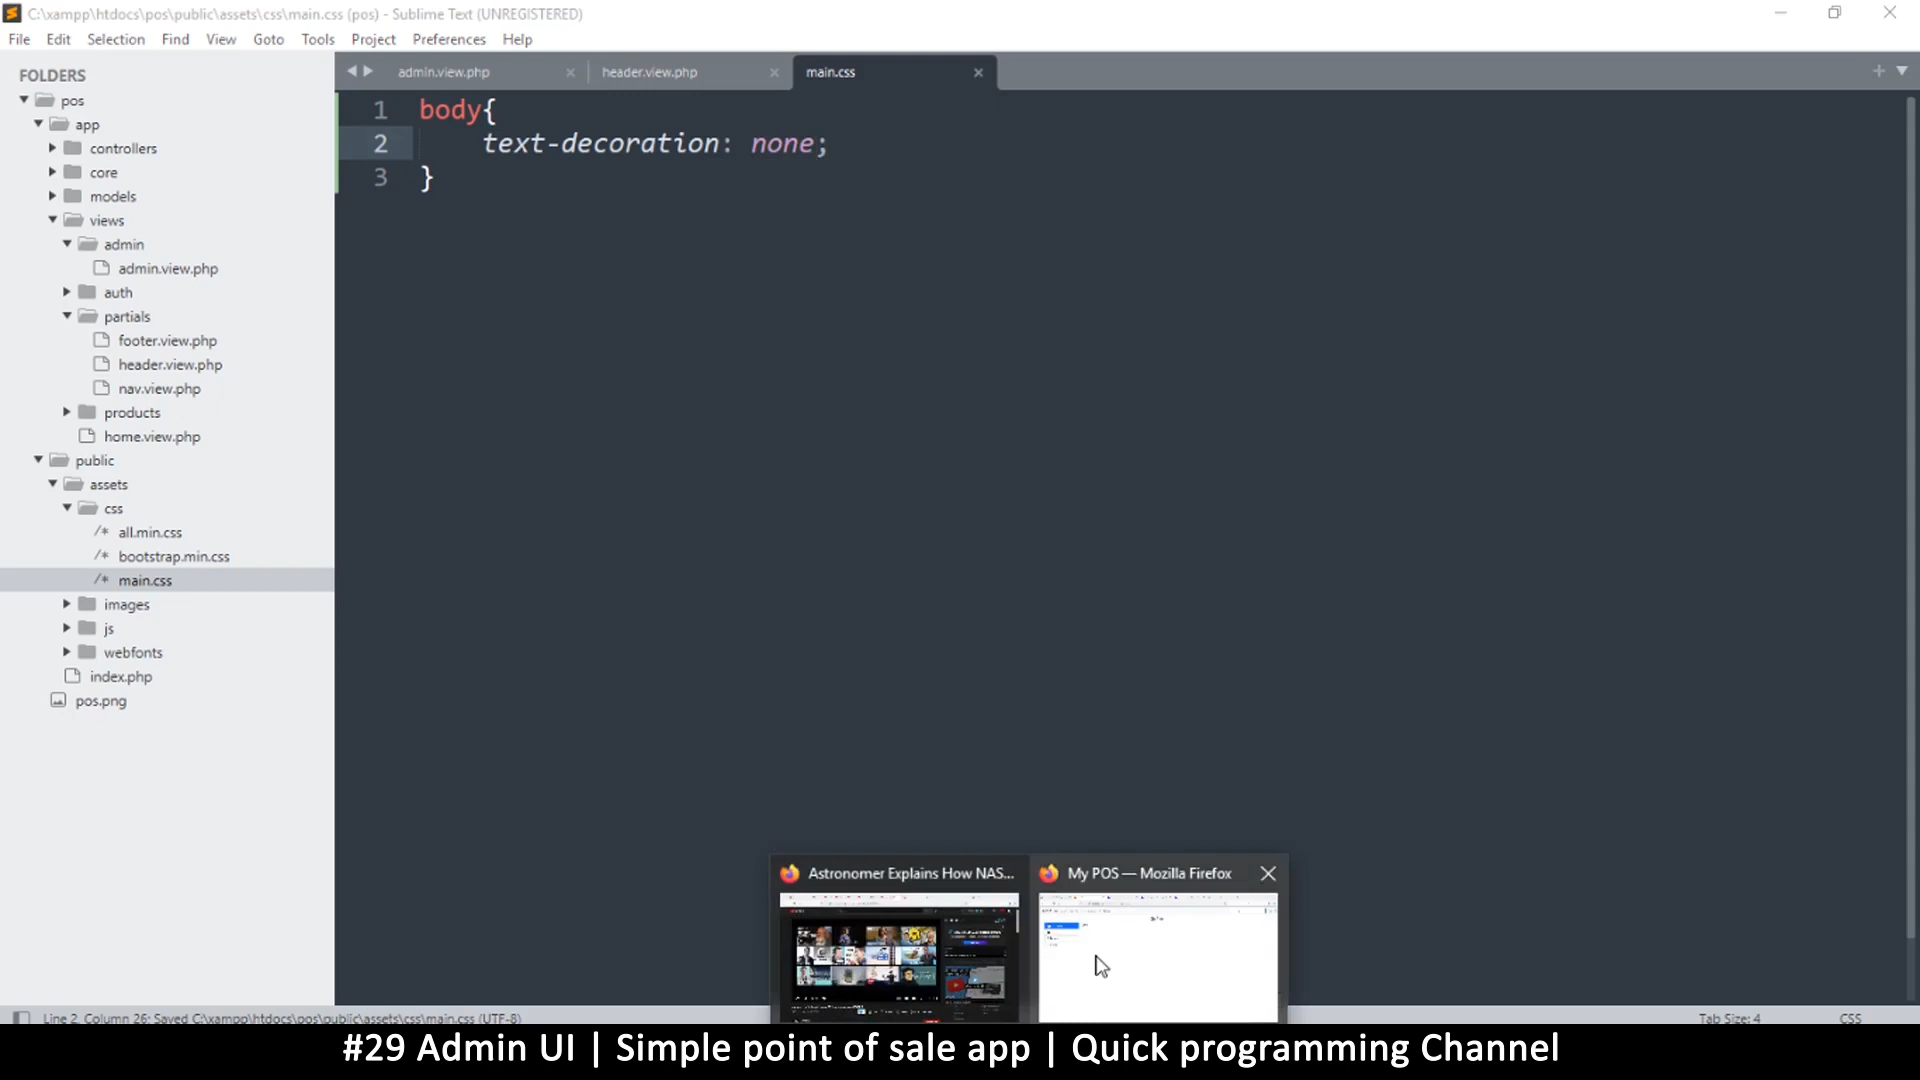 C:\xampp\htdocs\pos\public\assets\css\main.css (pos) - Sublime Text (UNREGISTERED)
File Edit Selection Find View Goto Tools Project Preferences Help
FOLDERS
pos
app
controllers
core
models
views
admin
admin.view.php
auth
partials
footer.view.php
header.view.php
nav.view.php
products
home.view.php
public
assets
css
/* all.min.css
/* bootstrap.min.css
/* main.css
images
js
webfonts
index.php
pos.png
admin.view.php header.view.php main.css
1 body{
2 text-decoration: none;
3 }
Astronomer Explains How NAS...
My POS — Mozilla Firefox
Line 2, Column 26; Saved C:\xampp\htdocs\pos\public\assets\css\main.css (UTF-8)
Tab Size: 4 CSS
#29 Admin UI | Simple point of sale app | Quick programming Channel